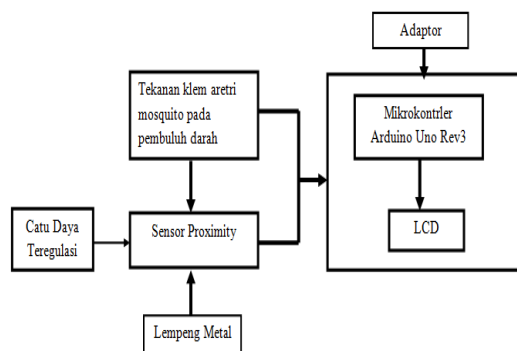 Adaptor
Tekanan klem aretri
mosquito pada
pembuluh darah
Mikrokontrler
Arduino Uno Rev3
Catu Daya
Teregulasi
Sensor Proximity
LCD
Lempeng Metal